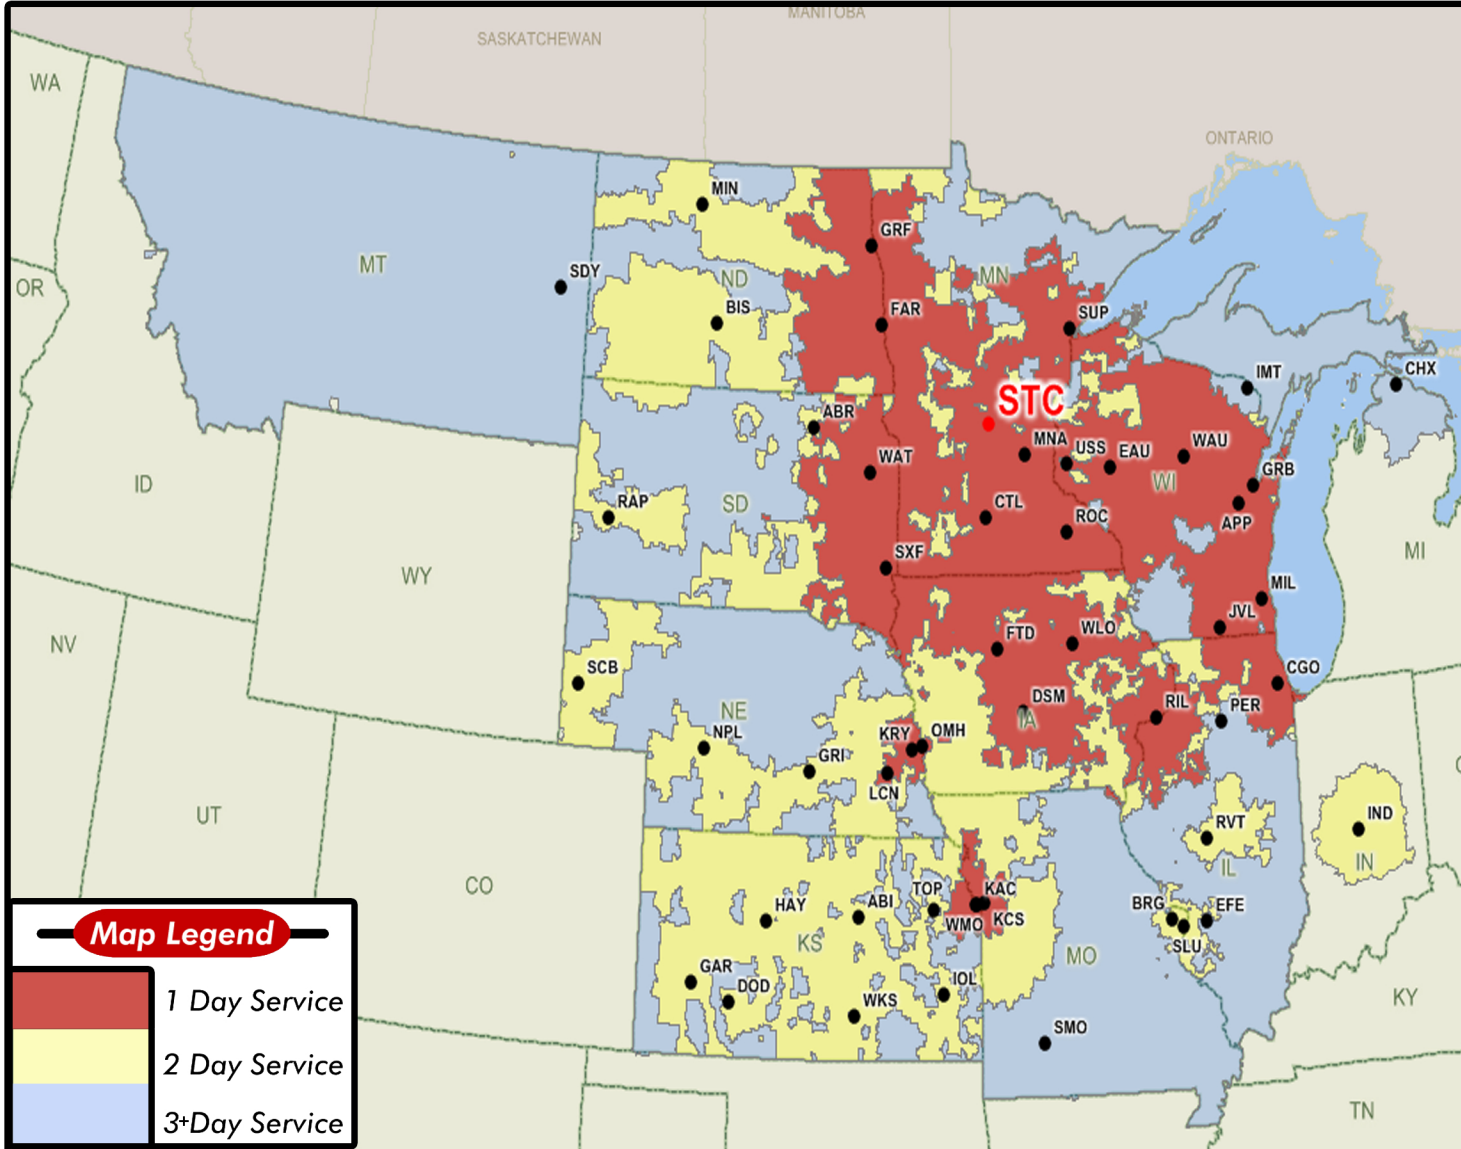 MANITOBA
SASKATCHEWAN
WA
ONTARIO
MIN
GRF
MT
SDY
ND
MN
OR
BIS
FAR
SUP
IMT
CHX
STC
ABR
MNA
USS
EAU
WAU
WAT
GRB
ID
WI
RAP
SD
CTL
ROC
APP
MI
SXF
WY
MIL
JVL
NV
FTD
WLO
SCB
CGO
DSM
RIL
PER
NE
IA
NPL
KRY
OMH
GRI
LCN
UT
RVT
IND
IL
IN
CO
TOP
KAC
HAY
ABI
BRG
EFE
WMO
KCS
KS
SLU
MO
GAR
DOD
IOL
WKS
KY
SMO
TN
Map Legend
1 Day Service
2 Day Service
3+Day Service